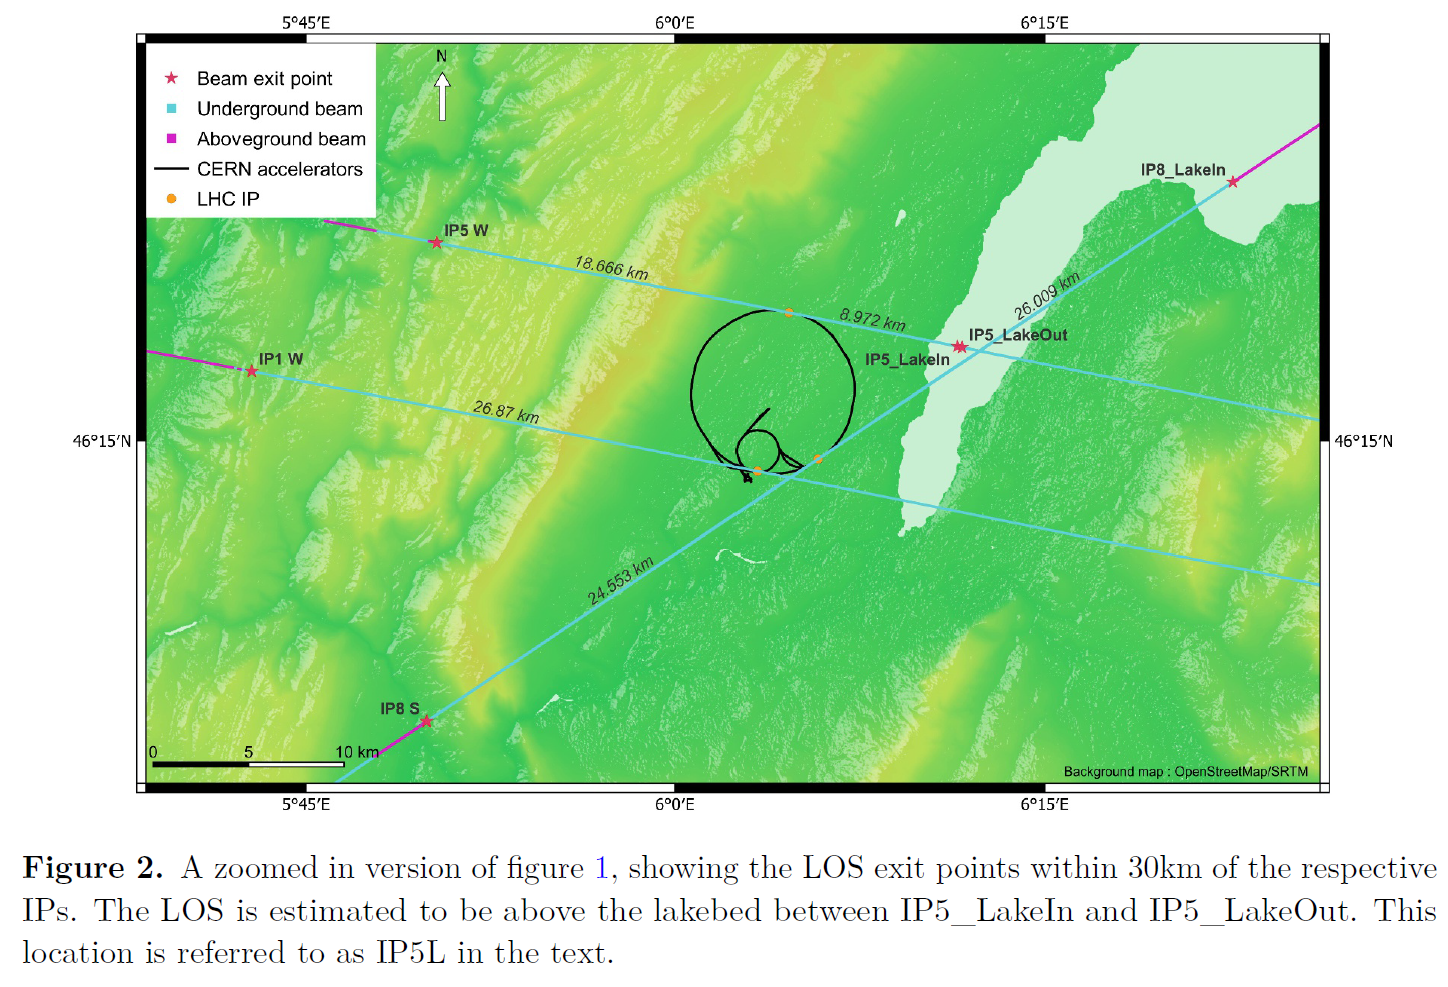 5°45′E 6°0′E 6°15′E
N
Beam exit point
Underground beam
Aboveground beam
CERN accelerators
LHC IP
IP8_LakeIn
IP5 W
18.666 km
26.009 km
8.972 km
IP5_LakeOut
IP5_LakeIn
IP1 W
26.87 km
46°15′N 46°15′N
24.553 km
IP8 S
0 5 10 km
Background map : OpenStreetMap/SRTM
5°45′E 6°0′E 6°15′E
Figure 2. A zoomed in version of figure 1, showing the LOS exit points within 30km of the respective
IPs. The LOS is estimated to be above the lakebed between IP5_LakeIn and IP5_LakeOut. This
location is referred to as IP5L in the text.